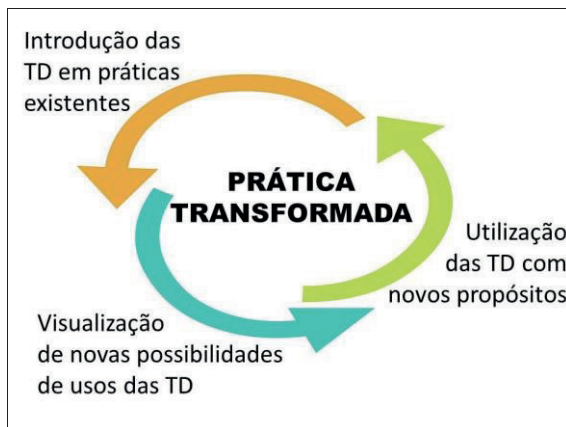 Introdução das
TD em práticas
existentes
PRÁTICA
TRANSFORMADA
Utilização
das TD com
novos propósitos
Visualização
de novas possibilidades
de usos das TD